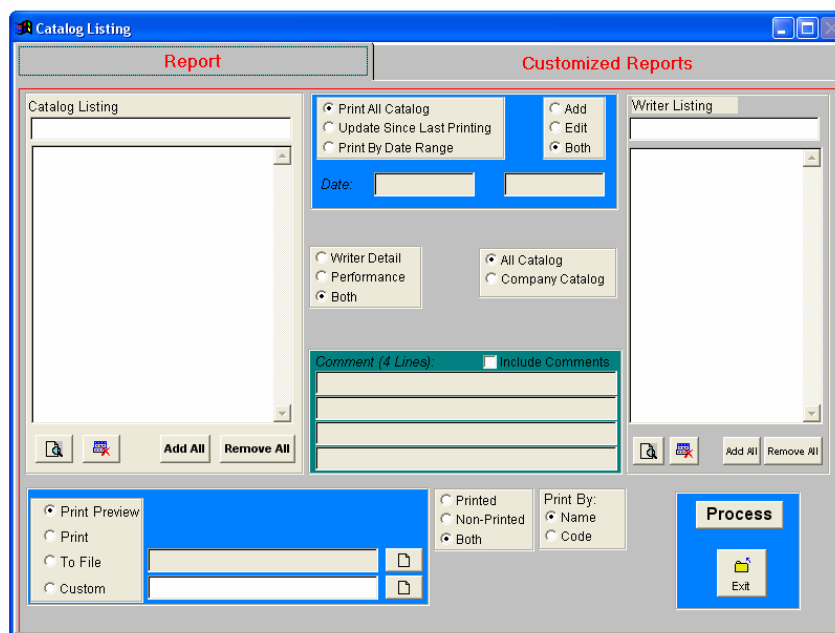 Catalog Listing
Report
Customized Reports
Catalog Listing
Print All Catalog
Update Since Last Printing
Print By Date Range
Add
Edit
Both
Date:
Writer Listing
Writer Detail
Performance
Both
All Catalog
Company Catalog
Comment (4 Lines):
Include Comments
Add All
Remove All
Add All
Remove All
Print Preview
Print
To File
Custom
Printed
Non-Printed
Both
Print By:
Name
Code
Process
Exit